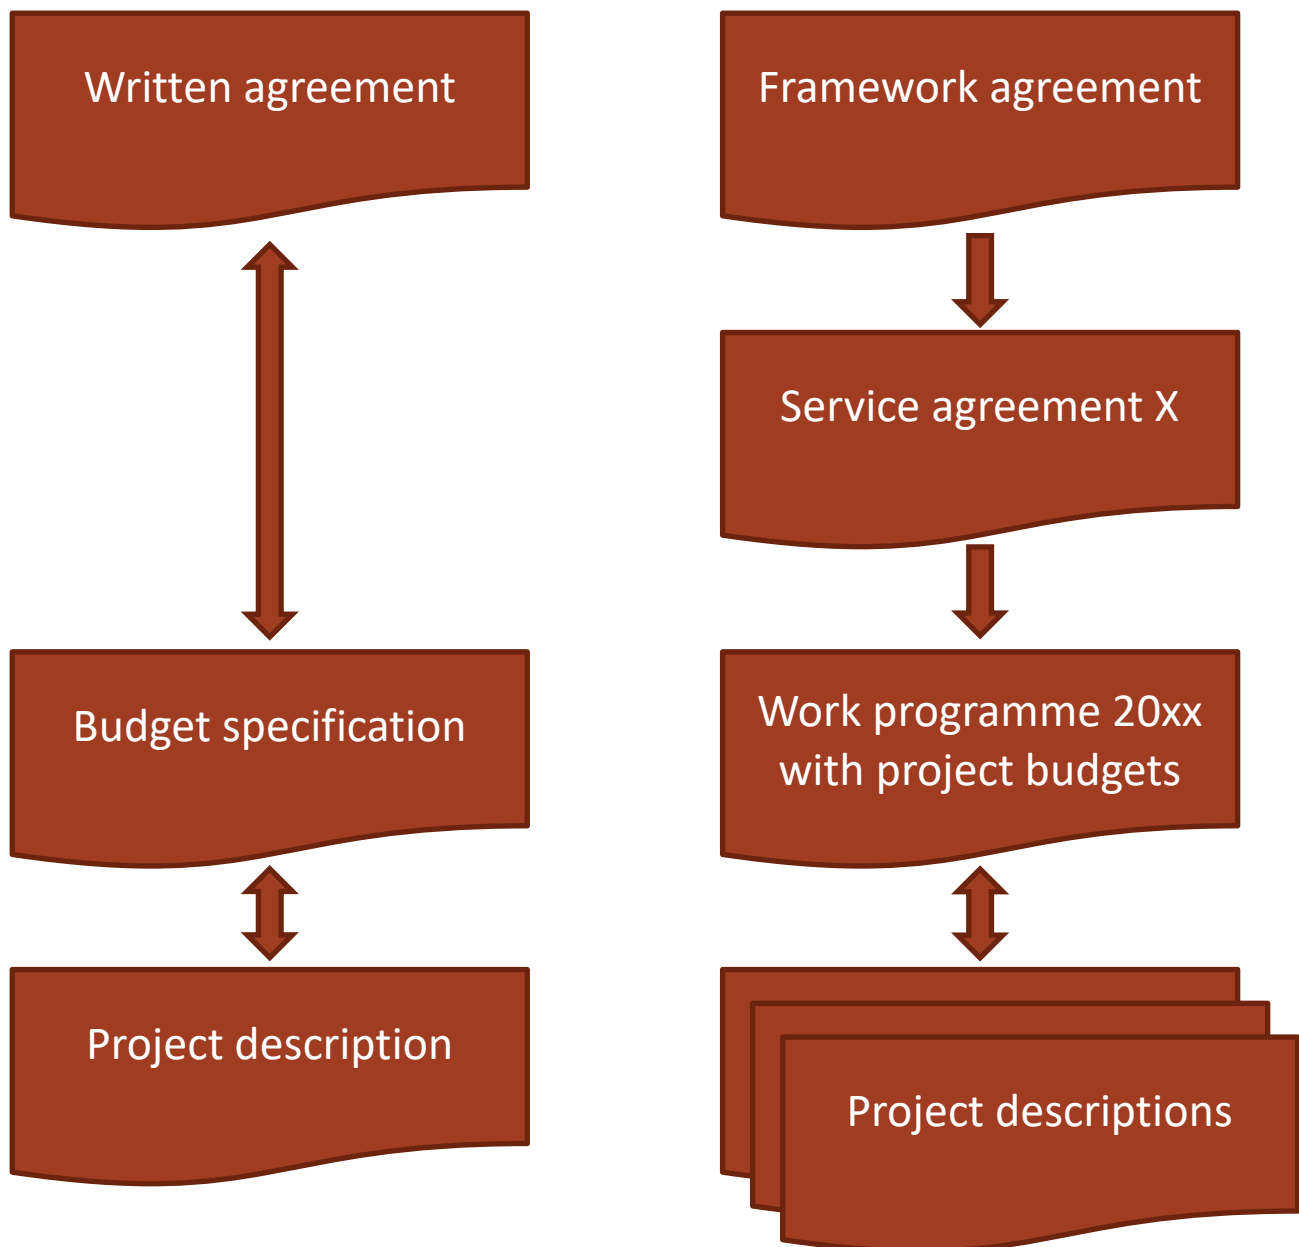 Written agreement
Budget specification
Project description
Framework agreement
Service agreement X
Work programme 20xx
with project budgets
Project descriptions